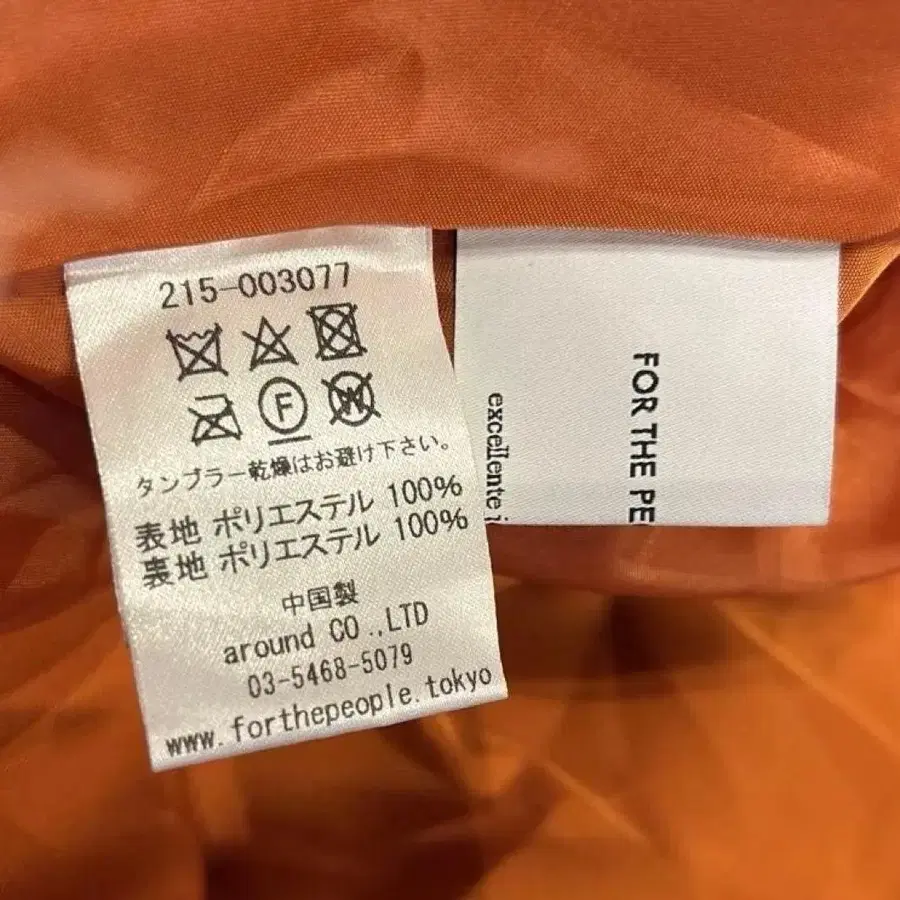 215-003077
F
W
タンブラー乾燥はお避け下さい。
表地 ポリエステル 100%
裏地 ポリエステル 100%
中国製
around CO.,LTD
03-5468-5079
www.forthepeople.tokyo
FOR THE PE
excellente i